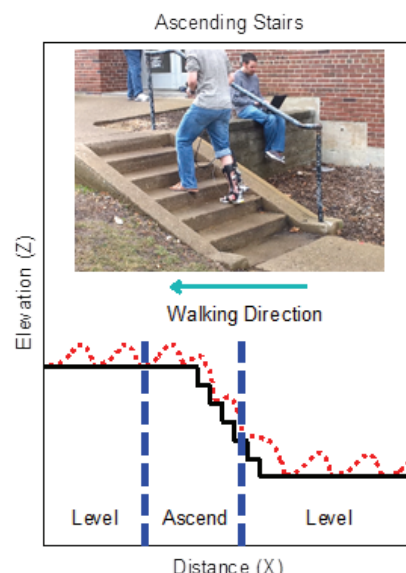 Ascending Stairs
Elevation (Z)
Walking Direction
Level Ascend Level
Distance (X)